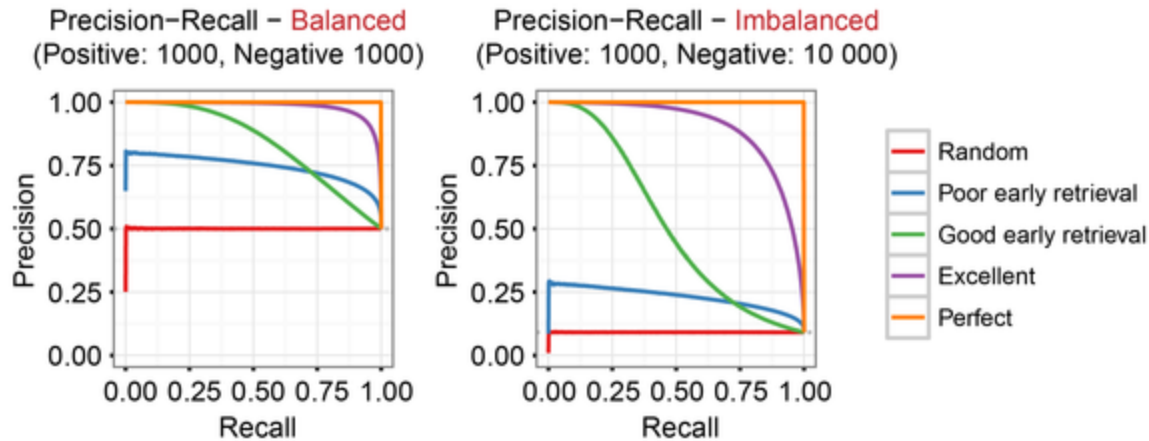 Precision-Recall - Balanced
(Positive: 1000, Negative 1000)
Precision
1.00
0.75
0.50
0.25
0.00
0.00 0.25 0.50 0.75 1.00
Recall
Precision-Recall - Imbalanced
(Positive: 1000, Negative: 10 000)
Precision
1.00
0.75
0.50
0.25
0.00
0.00 0.25 0.50 0.75 1.00
Recall
Random
Poor early retrieval
Good early retrieval
Excellent
Perfect